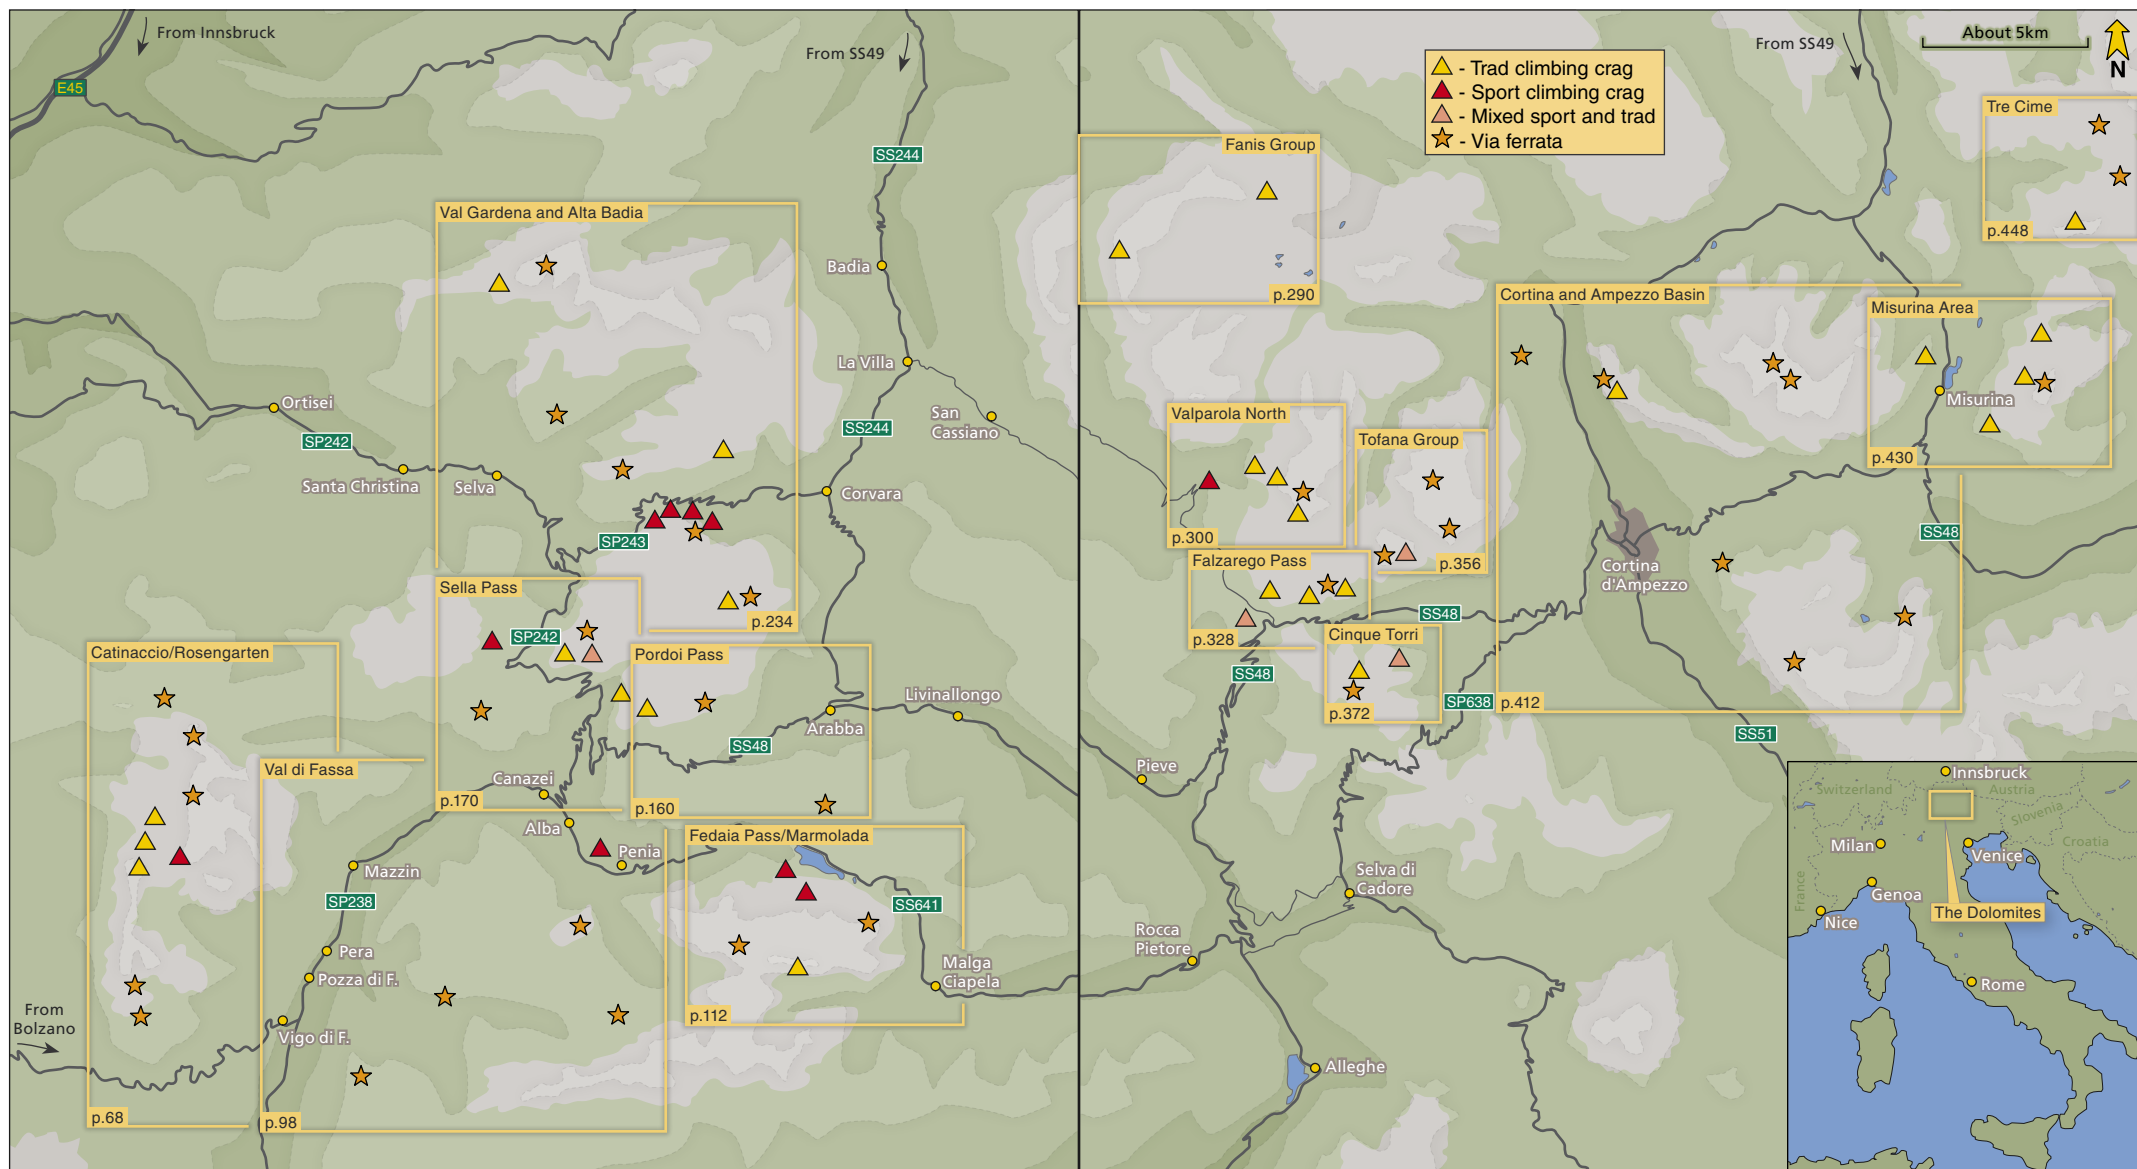 From Innsbruck
E45
From SS49
SS244
Val Gardena and Alta Badia
Badia
La Villa
SS244
San
Cassiano
Ortisei
SP242
Santa Christina
Selva
Corvara
SP243
p.234
Sella Pass
SP242
p.170
Catinaccio/Rosengarten
p.68
Pordoi Pass
SS48
p.160
Arabba
Livinallongo
Val di Fassa
Canazei
Alba
Penia
Mazzin
SP238
Pera
Pozza di F.
Vigo di F.
p.98
From
Bolzano
Fedaia Pass/Marmolada
SS641
Malga
Ciapela
p.112
- Trad climbing crag
- Sport climbing crag
- Mixed sport and trad
- Via ferrata
From SS49
About 5km
N
Tre Cime
p.448
Fanis Group
p.290
Cortina and Ampezzo Basin
Misurina Area
Misurina
p.430
Valparola North
p.300
Tofana Group
p.356
SS48
Cortina
d'Ampezzo
Falzarego Pass
p.328
SS48
Cinque Torri
p.372
SS48
SP638
p.412
SS51
Pieve
Selva di
Cadore
Rocca
Pietore
Alleghe
Innsbruck
Switzerland
Austria
Slovenia
Croatia
Milan
Venice
France
Genoa
Nice
The Dolomites
Rome